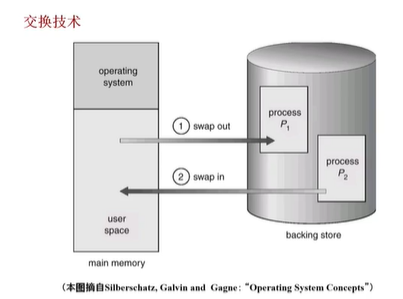 交换技术
operating
system
① swap out
process
P₁
② swap in
process
P₂
user
space
main memory
backing store
(本图摘自Silberschatz, Galvin and Gagne: “Operating System Concepts”)